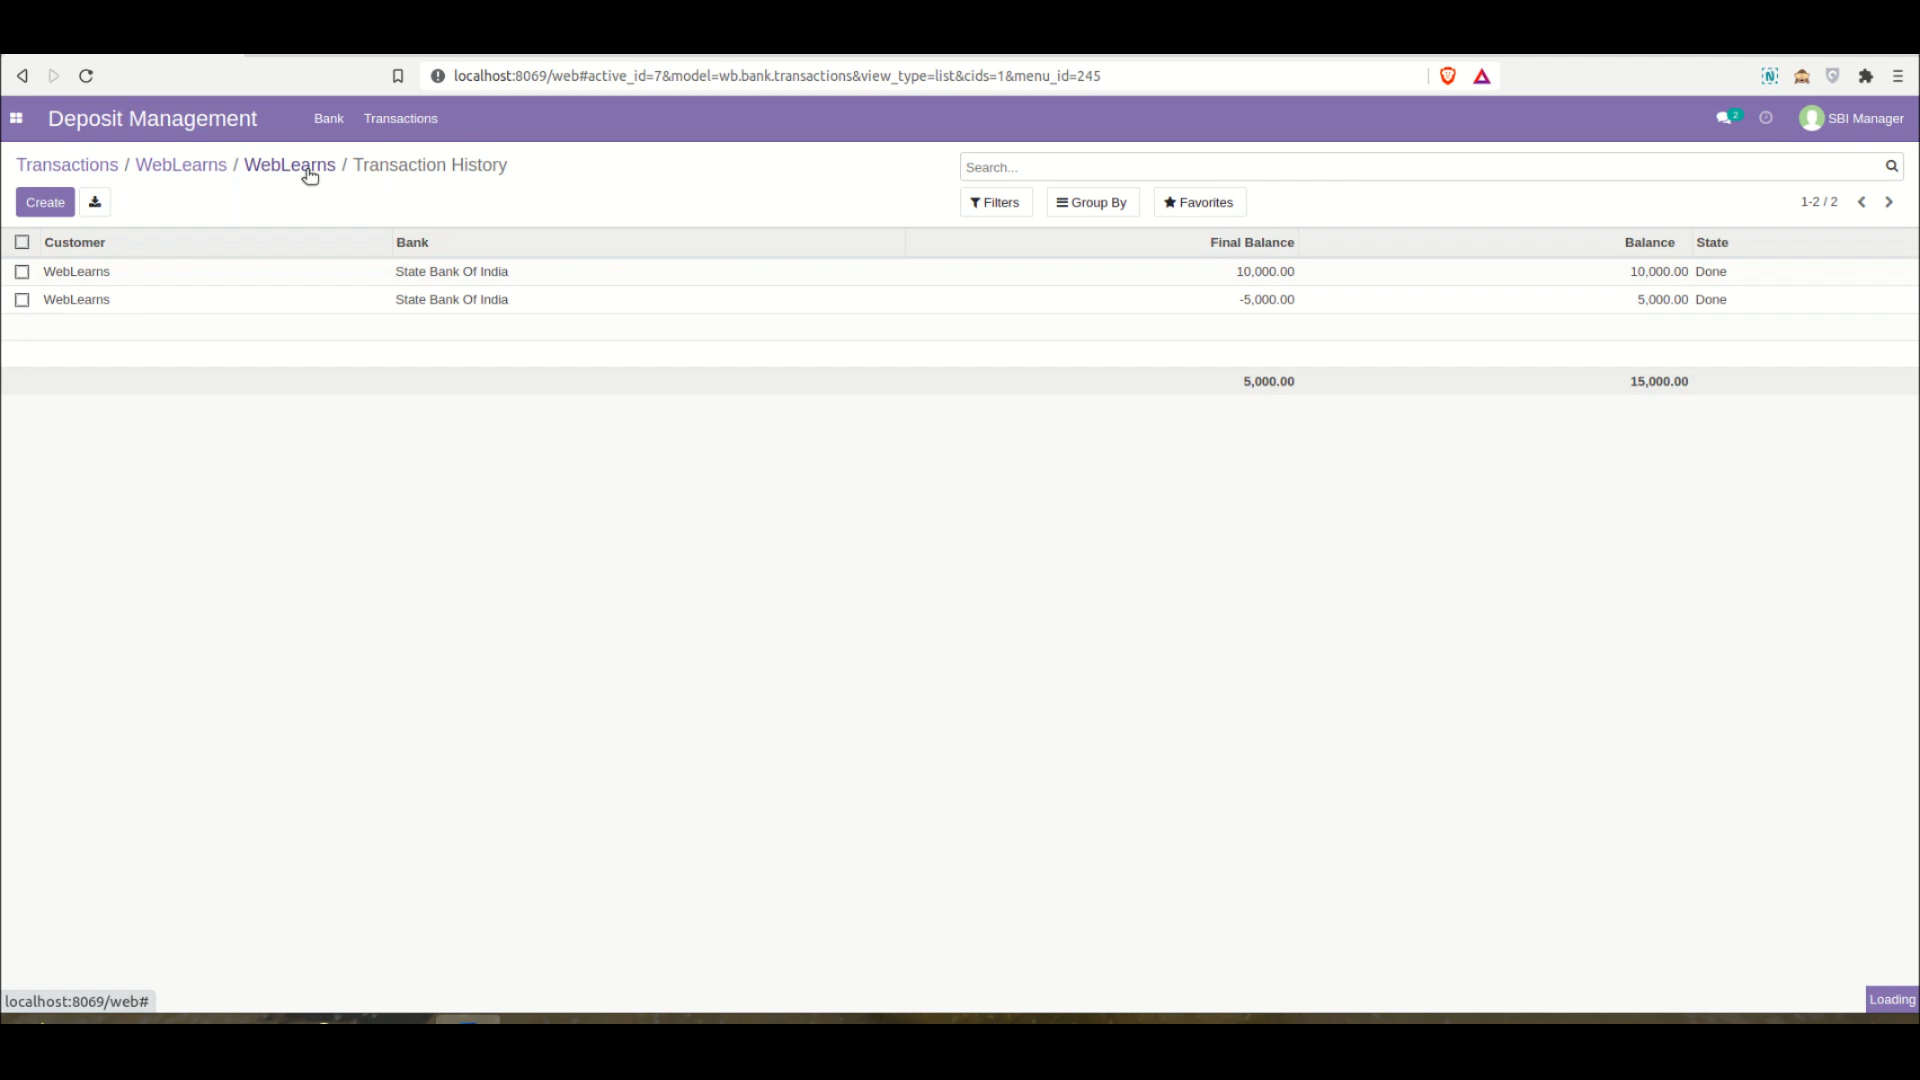 localhost:8069/web#active_id=7&model=wb.bank.transactions&view_type=list&cids=1&menu_id=245
Deposit Management Bank Transactions 2 SBI Manager
Transactions / WebLearns / WebLearns / Transaction History Search...
Create Filters Group By Favorites 1-2 / 2
Customer Bank Final Balance Balance State
WebLearns State Bank Of India 10,000.00 10,000.00 Done
WebLearns State Bank Of India -5,000.00 5,000.00 Done
5,000.00 15,000.00
localhost:8069/web# Loading